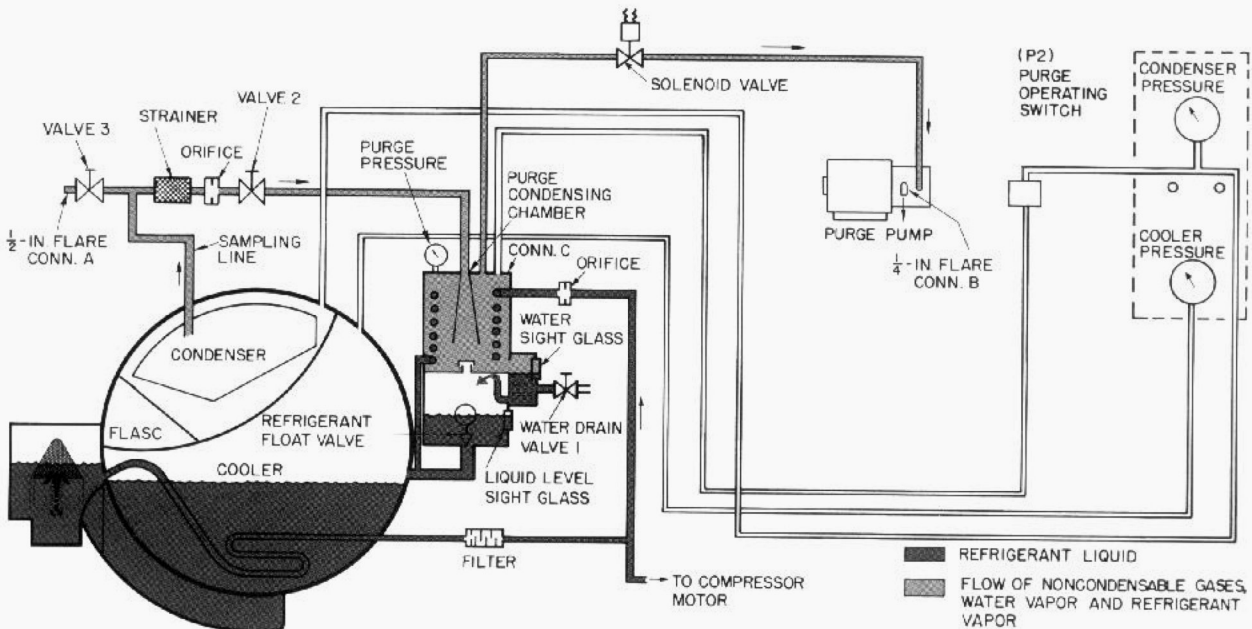 SOLENOID VALVE
(P2)
PURGE
OPERATING
SWITCH
CONDENSER
PRESSURE
VALVE 2
STRAINER
VALVE 3
ORIFICE
PURGE
PRESSURE
PURGE
CONDENSING
CHAMBER
½-IN FLARE
CONN. A
SAMPLING
LINE
CONN. C
ORIFICE
PURGE PUMP
¼-IN FLARE
CONN. B
COOLER
PRESSURE
CONDENSER
WATER
SIGHT GLASS
FLASC
REFRIGERANT
FLOAT VALVE
WATER DRAIN
VALVE 1
COOLER
LIQUID LEVEL
SIGHT GLASS
FILTER
TO COMPRESSOR
MOTOR
REFRIGERANT LIQUID
FLOW OF NONCONDENSABLE GASES,
WATER VAPOR AND REFRIGERANT
VAPOR